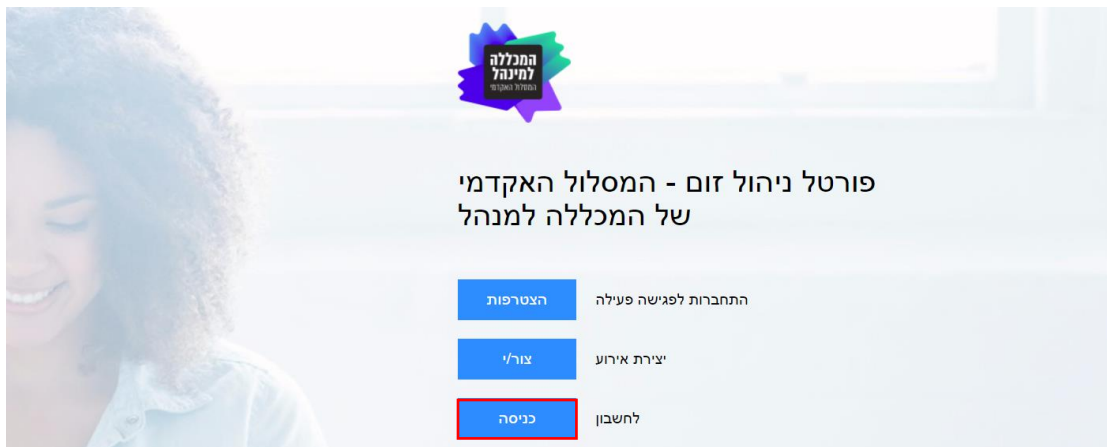 המכללה
למינהל
המסלול האקדמי
פורטל ניהול זום - המסלול האקדמי
של המכללה למנהל
הצטרפות התחברות לפגישה פעילה
צור/י יצירת אירוע
כניסה לחשבון